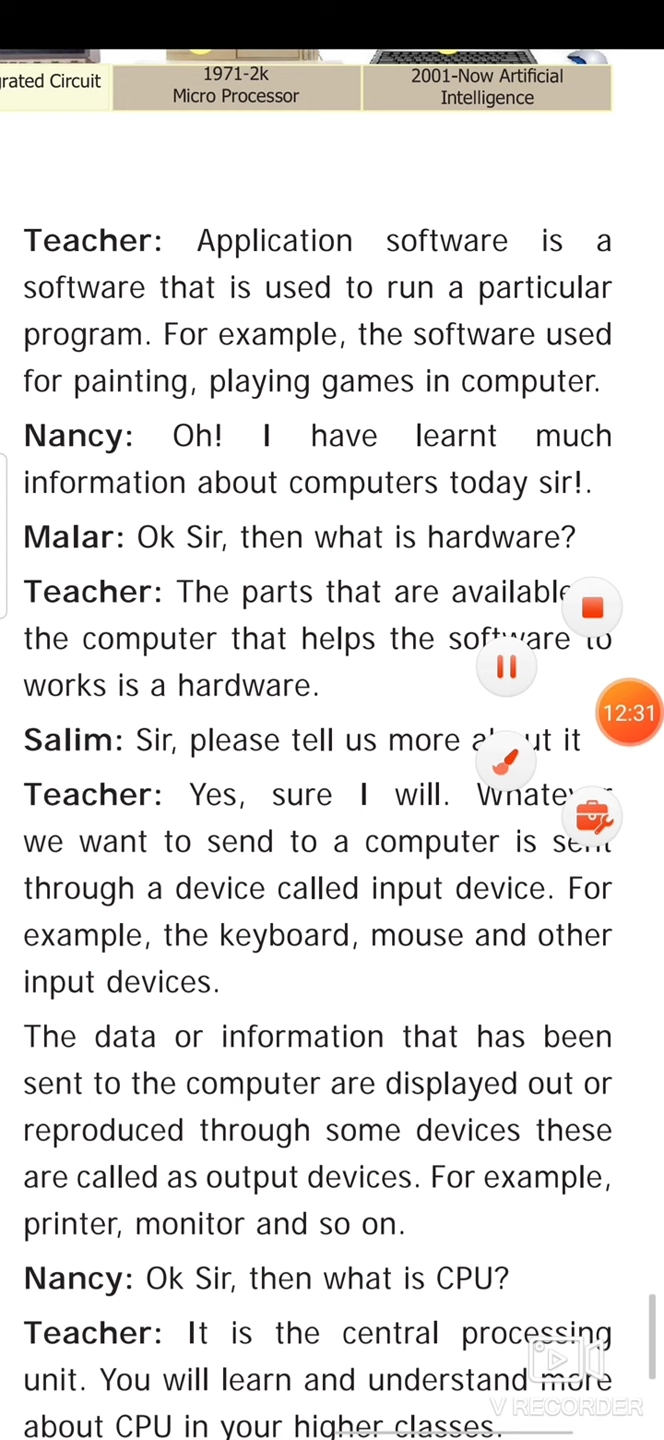 grated Circuit
1971-2k
Micro Processor
2001-Now Artificial
Intelligence
Teacher: Application software is a
software that is used to run a particular
program. For example, the software used
for painting, playing games in computer.
Nancy: Oh! I have learnt much
information about computers today sir!.
Malar: Ok Sir, then what is hardware?
Teacher: The parts that are available
the computer that helps the software to
works is a hardware.
12:31
Salim: Sir, please tell us more about it
Teacher: Yes, sure I will. Whatever
we want to send to a computer is sent
through a device called input device. For
example, the keyboard, mouse and other
input devices.
The data or information that has been
sent to the computer are displayed out or
reproduced through some devices these
are called as output devices. For example,
printer, monitor and so on.
Nancy: Ok Sir, then what is CPU?
Teacher: It is the central processing
unit. You will learn and understand more
about CPU in your higher classes.
V RECORDER